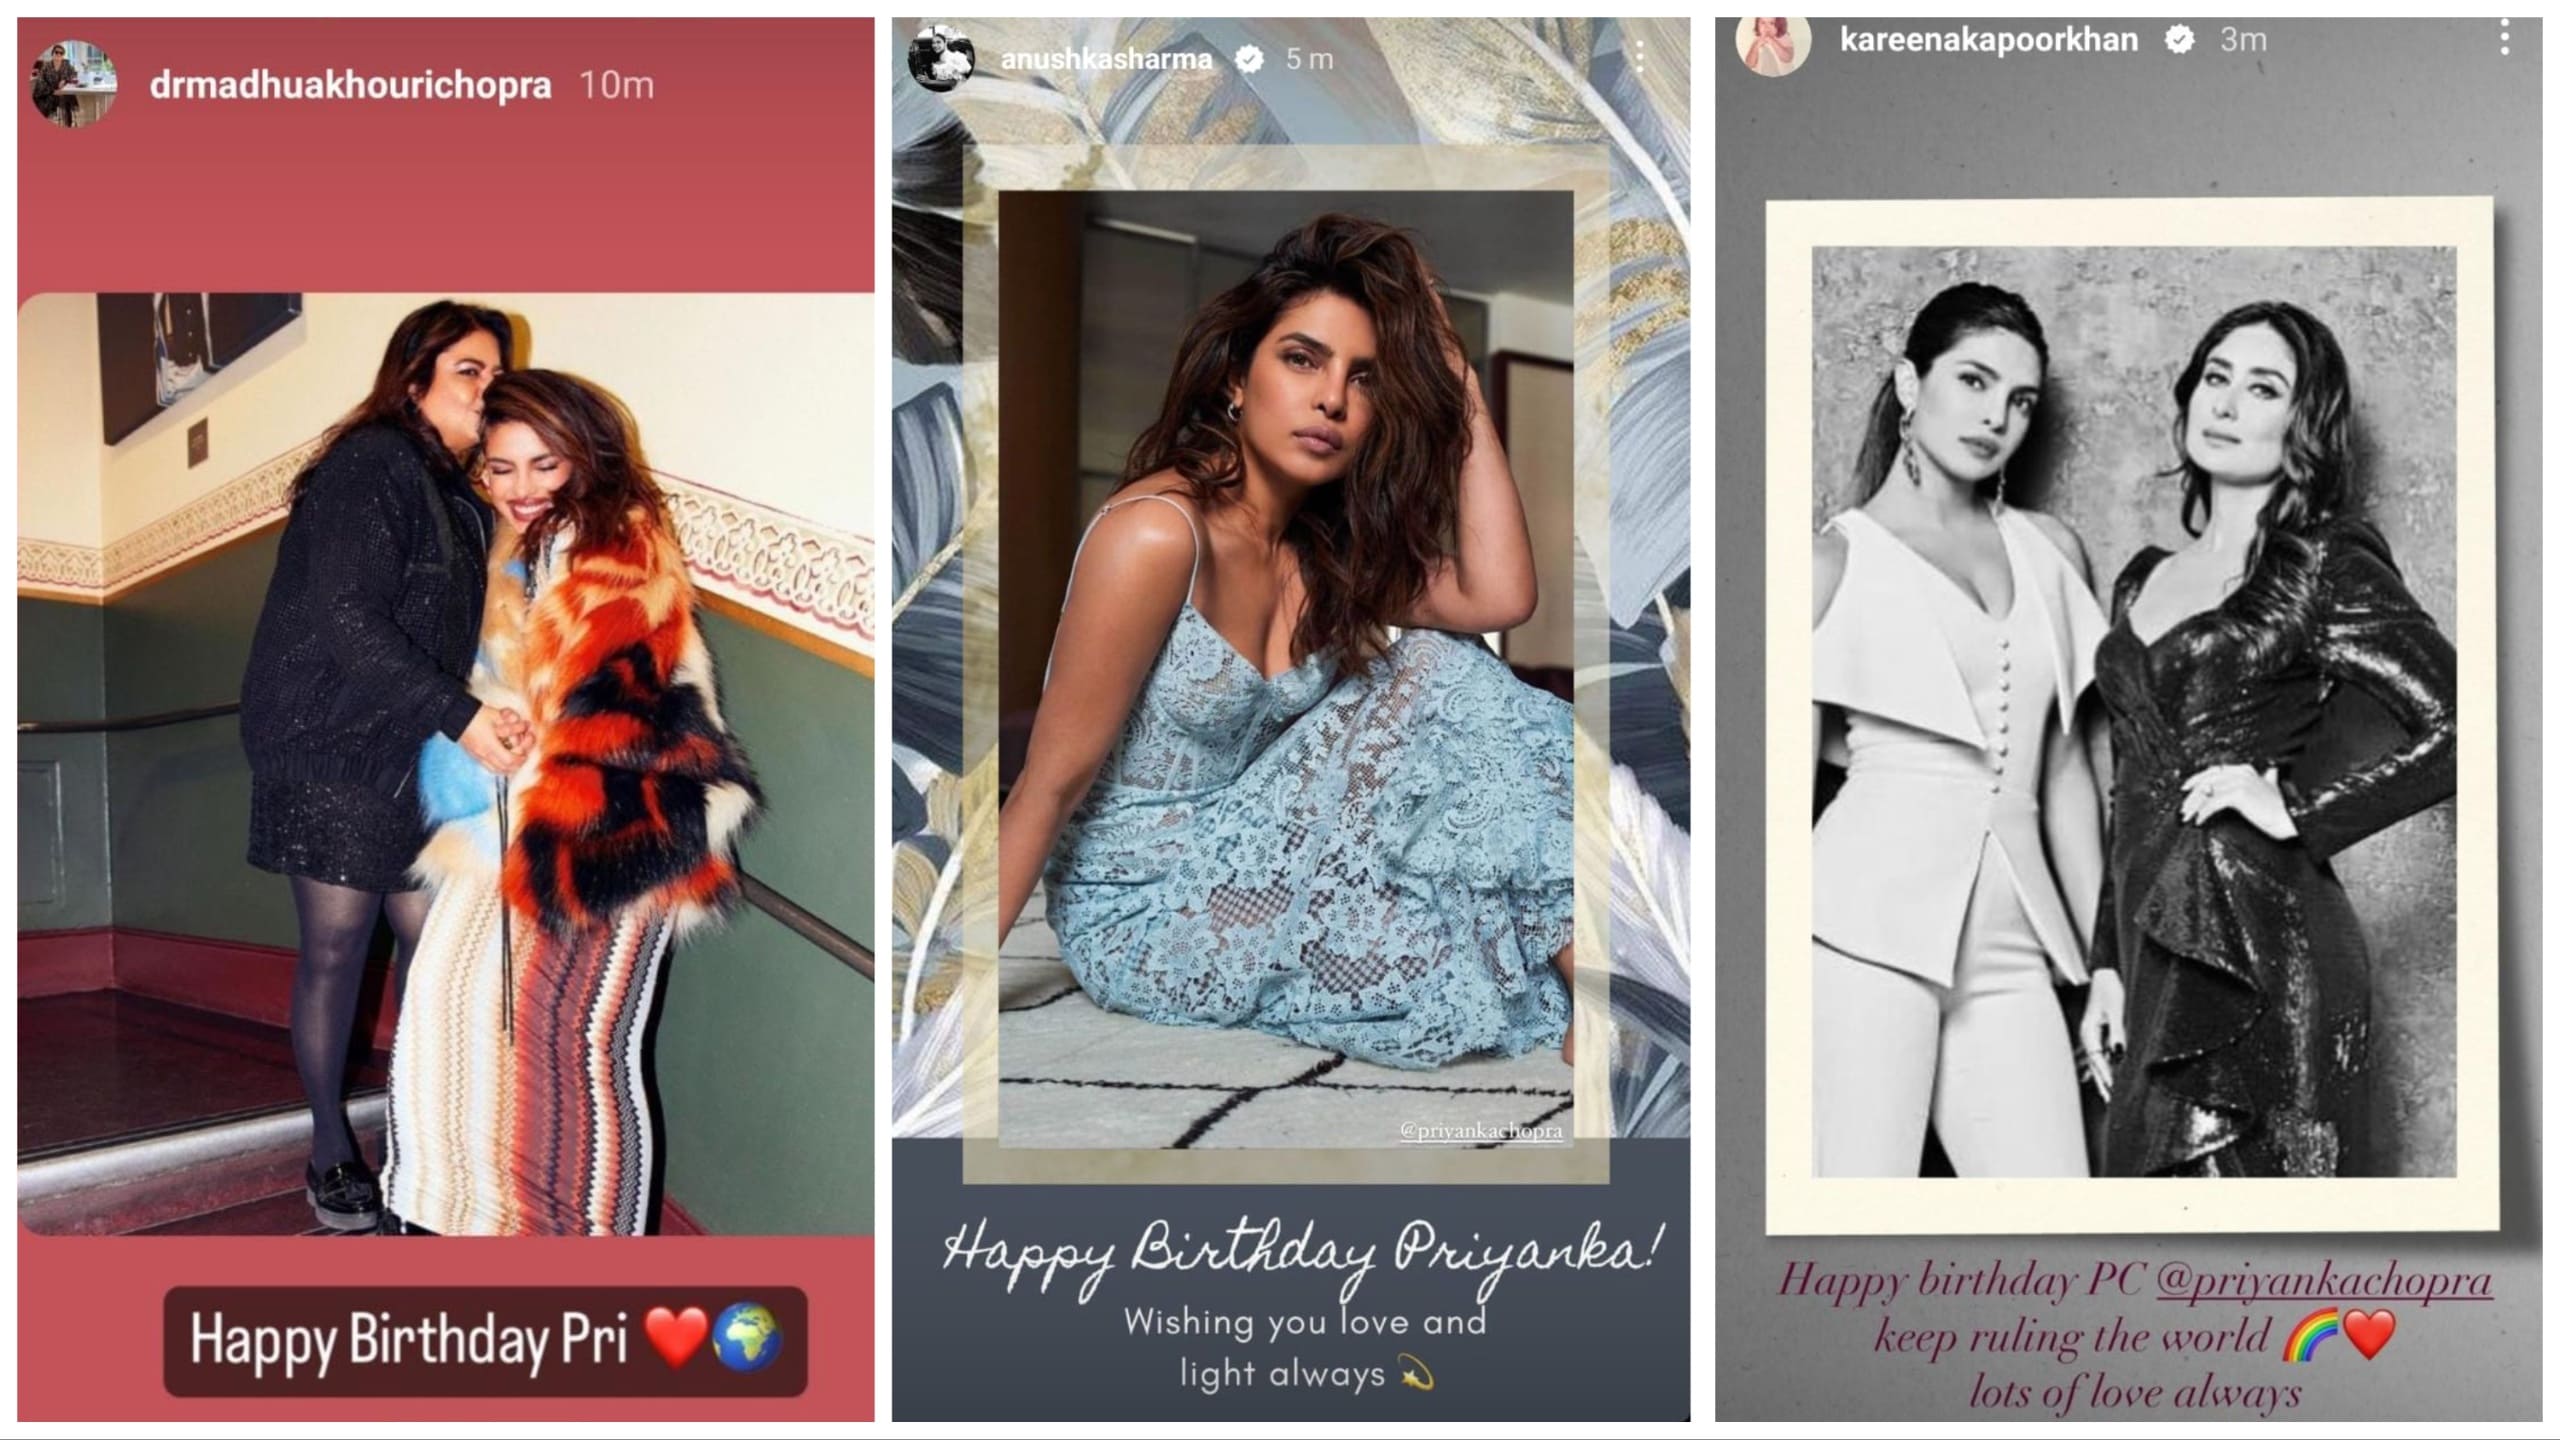 drmadhuakhourichopra 10m
Happy Birthday Pri ❤️🌍
anushkasharma 5 m
@priyankachopra
Happy Birthday Priyanka!
Wishing you love and
light always 💫
kareenakapoorkhan 3m
Happy birthday PC @priyankachopra
keep ruling the world 🌈❤️
lots of love always